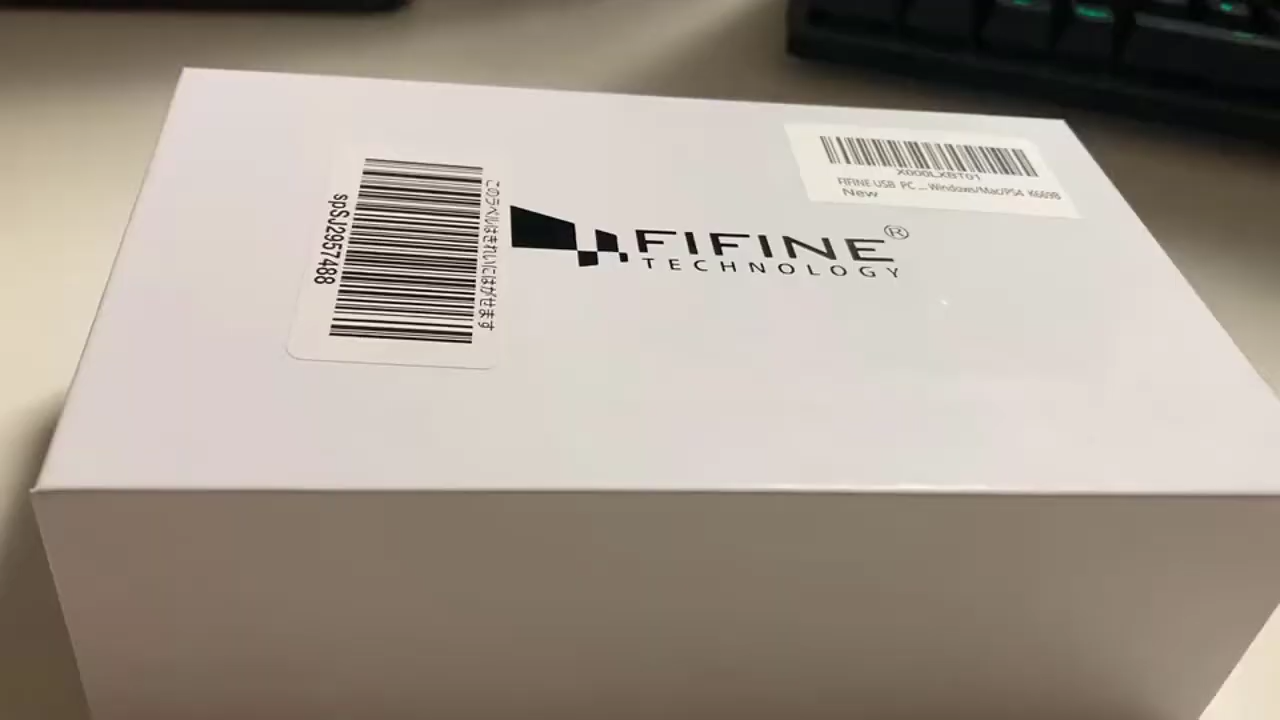 X000LXBT01
FIFINE USB PC ... Windows/Mac/PS4 K669B
New
このラベルはきれいにはがせます
spSJ2957488
FIFINE®
TECHNOLOGY